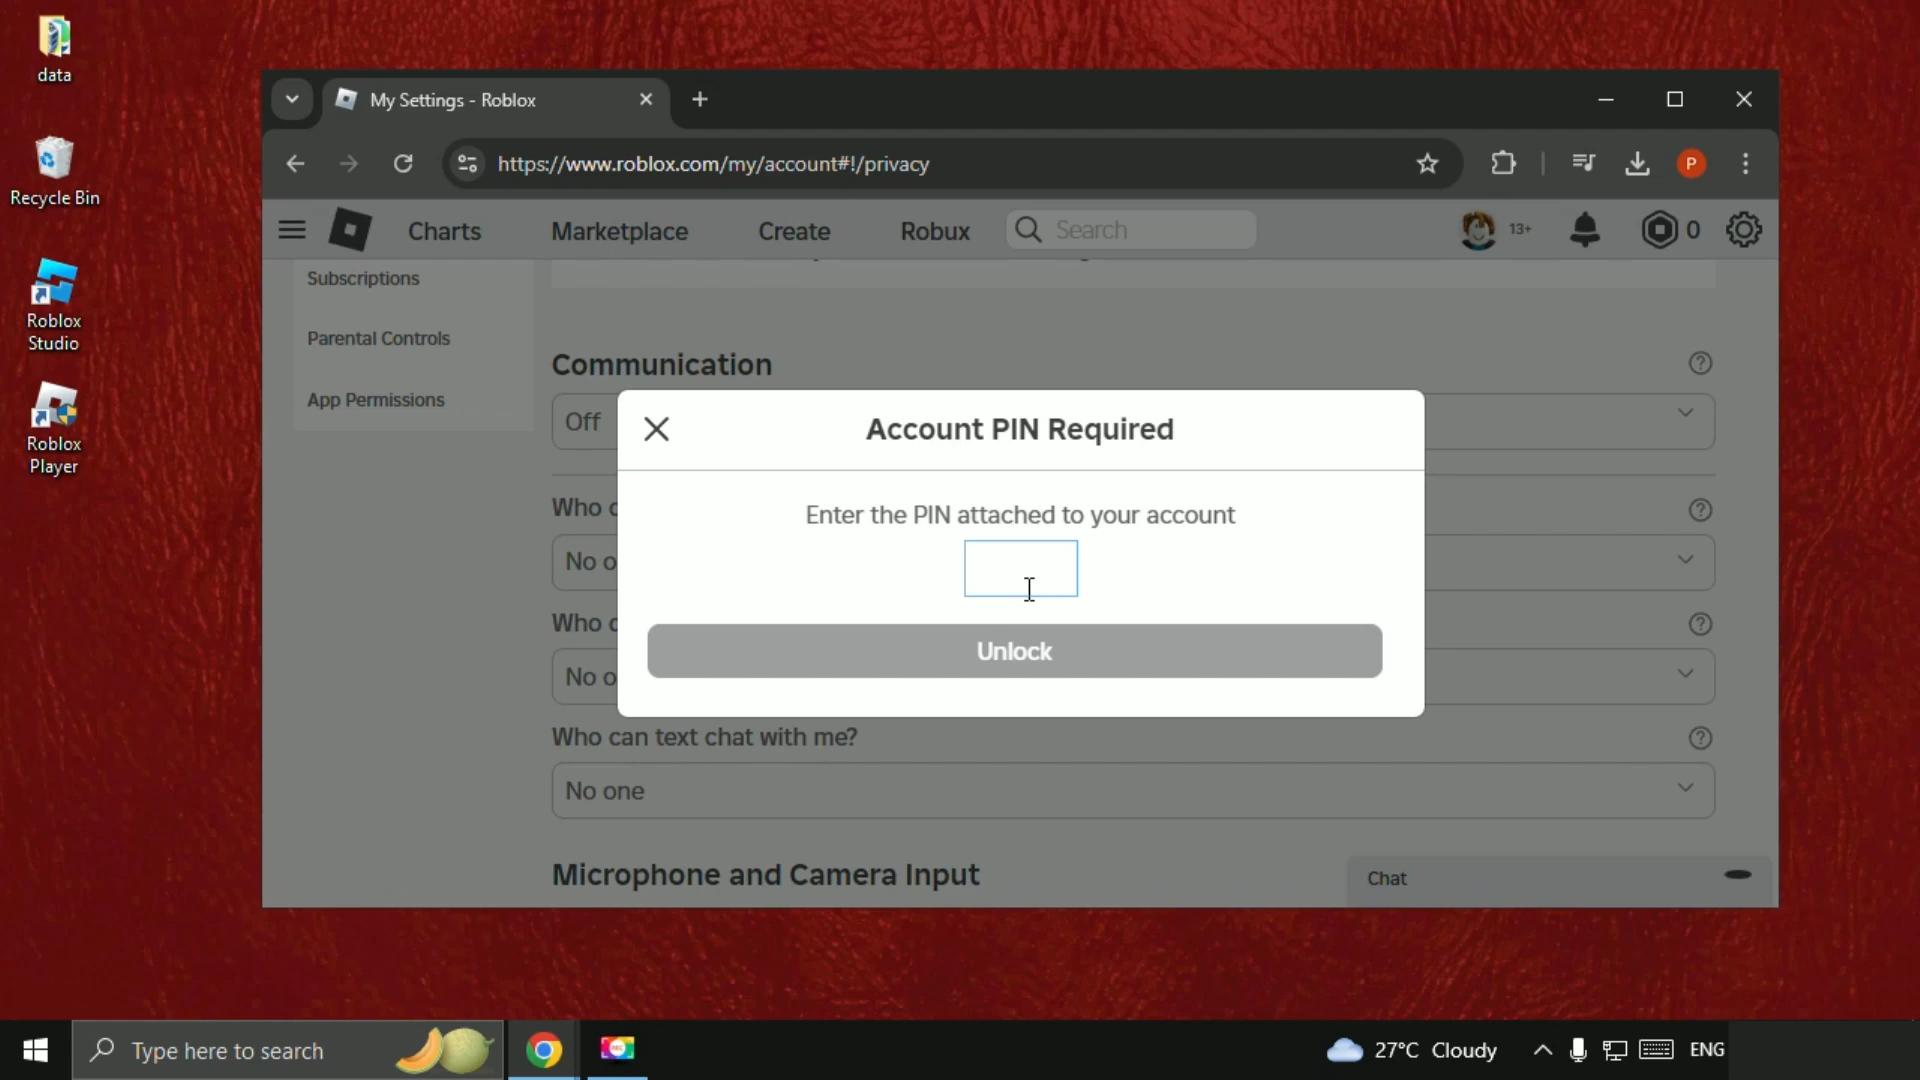 data
Recycle Bin
Roblox
Studio
Roblox
Player
My Settings - Roblox
https://www.roblox.com/my/account#!/privacy
P
Charts
Marketplace
Create
Robux
Search
13+
0
Subscriptions
Parental Controls
App Permissions
Communication
Off
Account PIN Required
Enter the PIN attached to your account
Unlock
Who
No
Who
No
Who can text chat with me?
No one
Microphone and Camera Input
Chat
Type here to search
27°C Cloudy
ENG